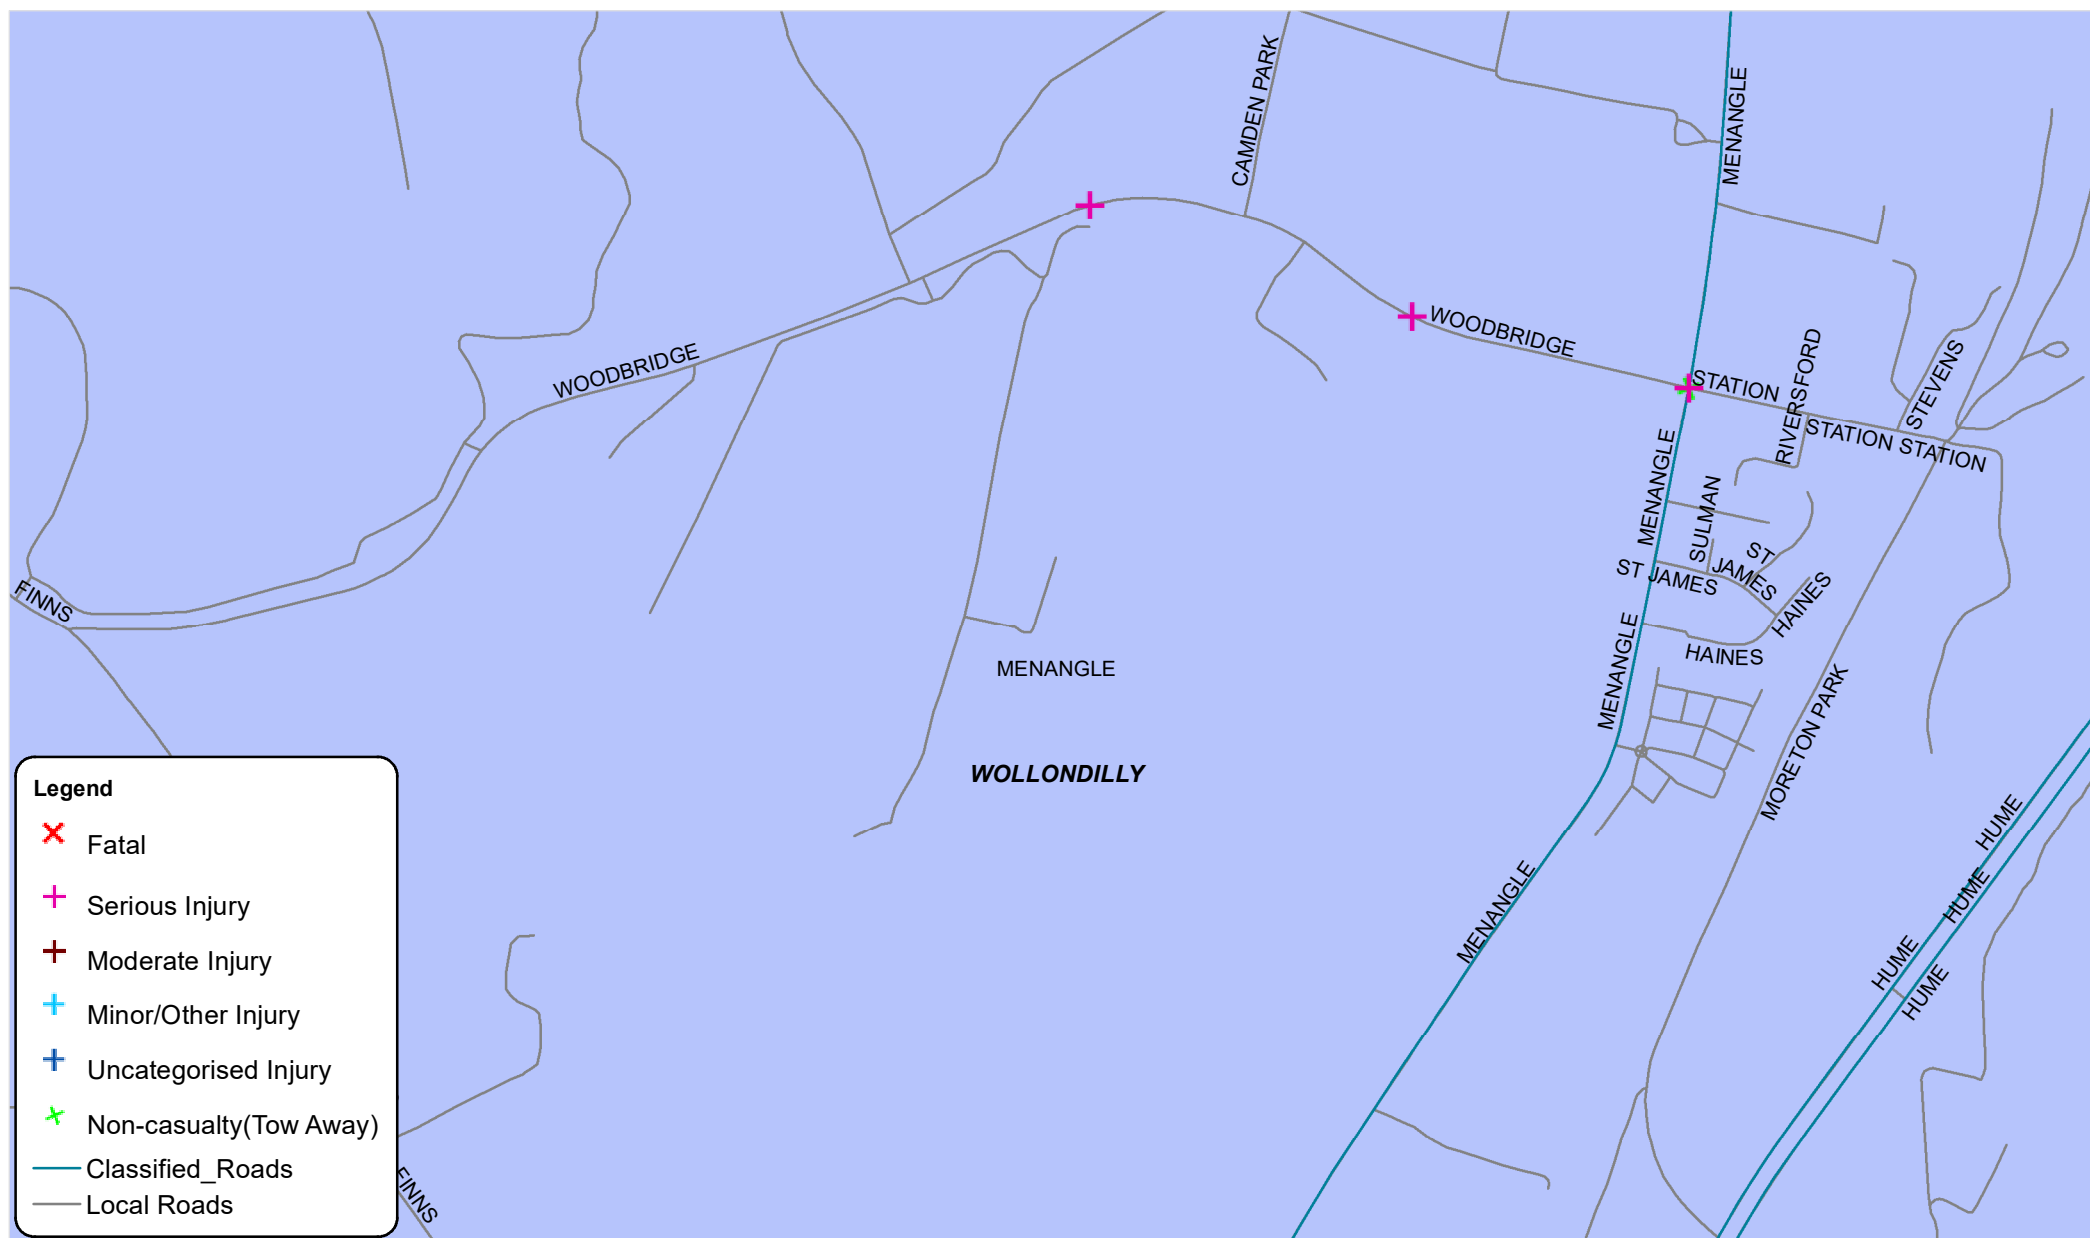 CAMDEN PARK
MENANGLE
WOODBRIDGE
WOODBRIDGE
STATION
RIVERSFORD
STEVENS
STATION STATION
MENANGLE
SULMAN
ST JAMES
ST
JAMES
HAINES
HAINES
MENANGLE
FINNS
MENANGLE
WOLLONDILLY
MORETON PARK
MENANGLE
HUME
HUME
HUME
HUME
FINNS
Legend
Fatal
Serious Injury
Moderate Injury
Minor/Other Injury
Uncategorised Injury
Non-casualty(Tow Away)
Classified_Roads
Local Roads